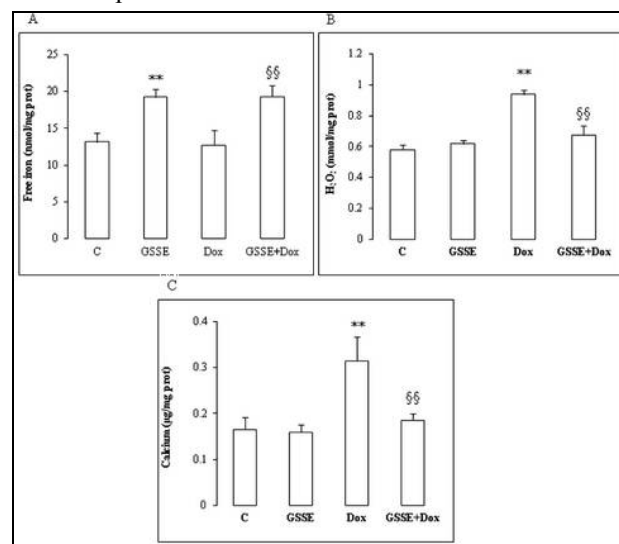 A
Free iron (nmol/mg prot)
25
20
15
10
5
0
**
§§
C
GSSE
Dox
GSSE+Dox
B
H₂O₂ (mmol/mg prot)
1.2
1
0.8
0.6
0.4
0.2
0
**
§§
C
GSSE
Dox
GSSE+Dox
C
Calcium (µg/mg prot)
0.4
0.3
0.2
0.1
0
**
§§
C
GSSE
Dox
GSSE+Dox